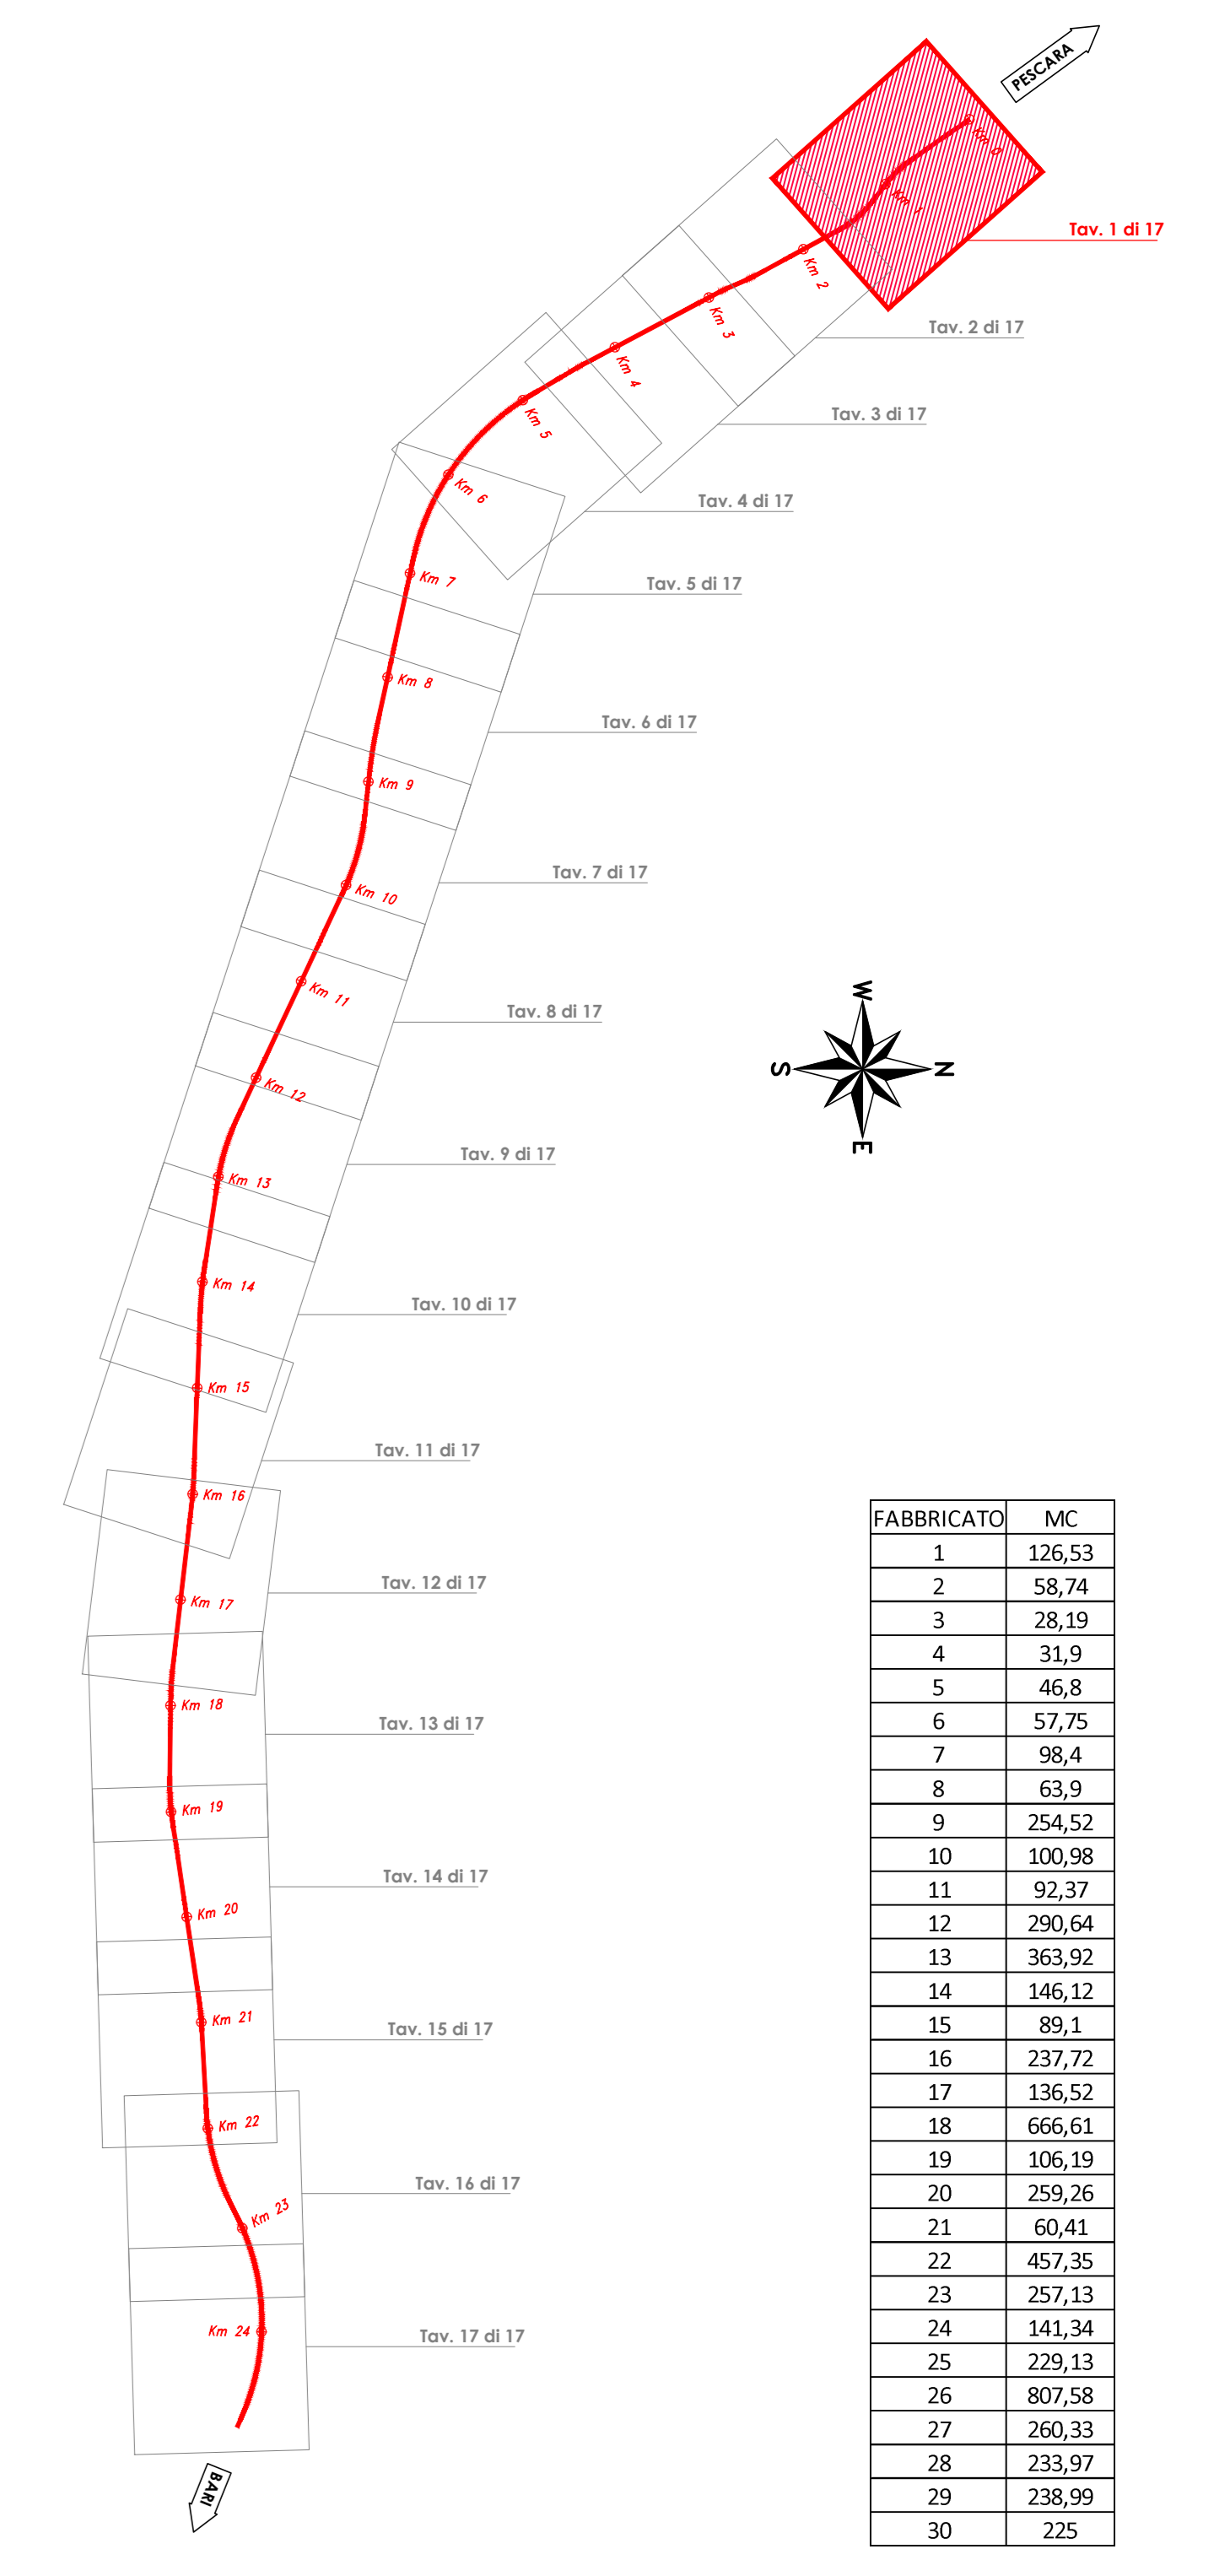 PESCARA
Km 0
Km 1
Tav. 1 di 17
Km 2
Km 3
Tav. 2 di 17
Km 4
Km 5
Tav. 3 di 17
Km 6
Tav. 4 di 17
Km 7
Tav. 5 di 17
Km 8
Tav. 6 di 17
Km 9
Tav. 7 di 17
Km 10
Km 11
Tav. 8 di 17
W
N
S
E
Km 12
Tav. 9 di 17
Km 13
Km 14
Tav. 10 di 17
Km 15
Tav. 11 di 17
Km 16
Tav. 12 di 17
Km 17
Km 18
Tav. 13 di 17
Km 19
Tav. 14 di 17
Km 20
Km 21
Tav. 15 di 17
Km 22
Tav. 16 di 17
Km 23
Km 24
Tav. 17 di 17
BARI
FABBRICATO MC
1 126,53
2 58,74
3 28,19
4 31,9
5 46,8
6 57,75
7 98,4
8 63,9
9 254,52
10 100,98
11 92,37
12 290,64
13 363,92
14 146,12
15 89,1
16 237,72
17 136,52
18 666,61
19 106,19
20 259,26
21 60,41
22 457,35
23 257,13
24 141,34
25 229,13
26 807,58
27 260,33
28 233,97
29 238,99
30 225